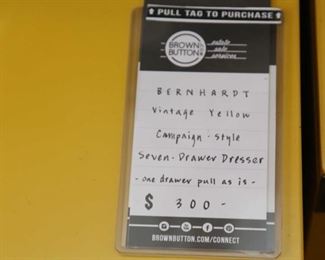 PULL TAG TO PURCHASE
BROWN
BUTTON
estate
sale
services
BERNHARDT
Vintage Yellow
Campaign-Style
Seven-Drawer Dresser
-one drawer pull as is-
$ 300-
BROWNBUTTON.COM/CONNECT